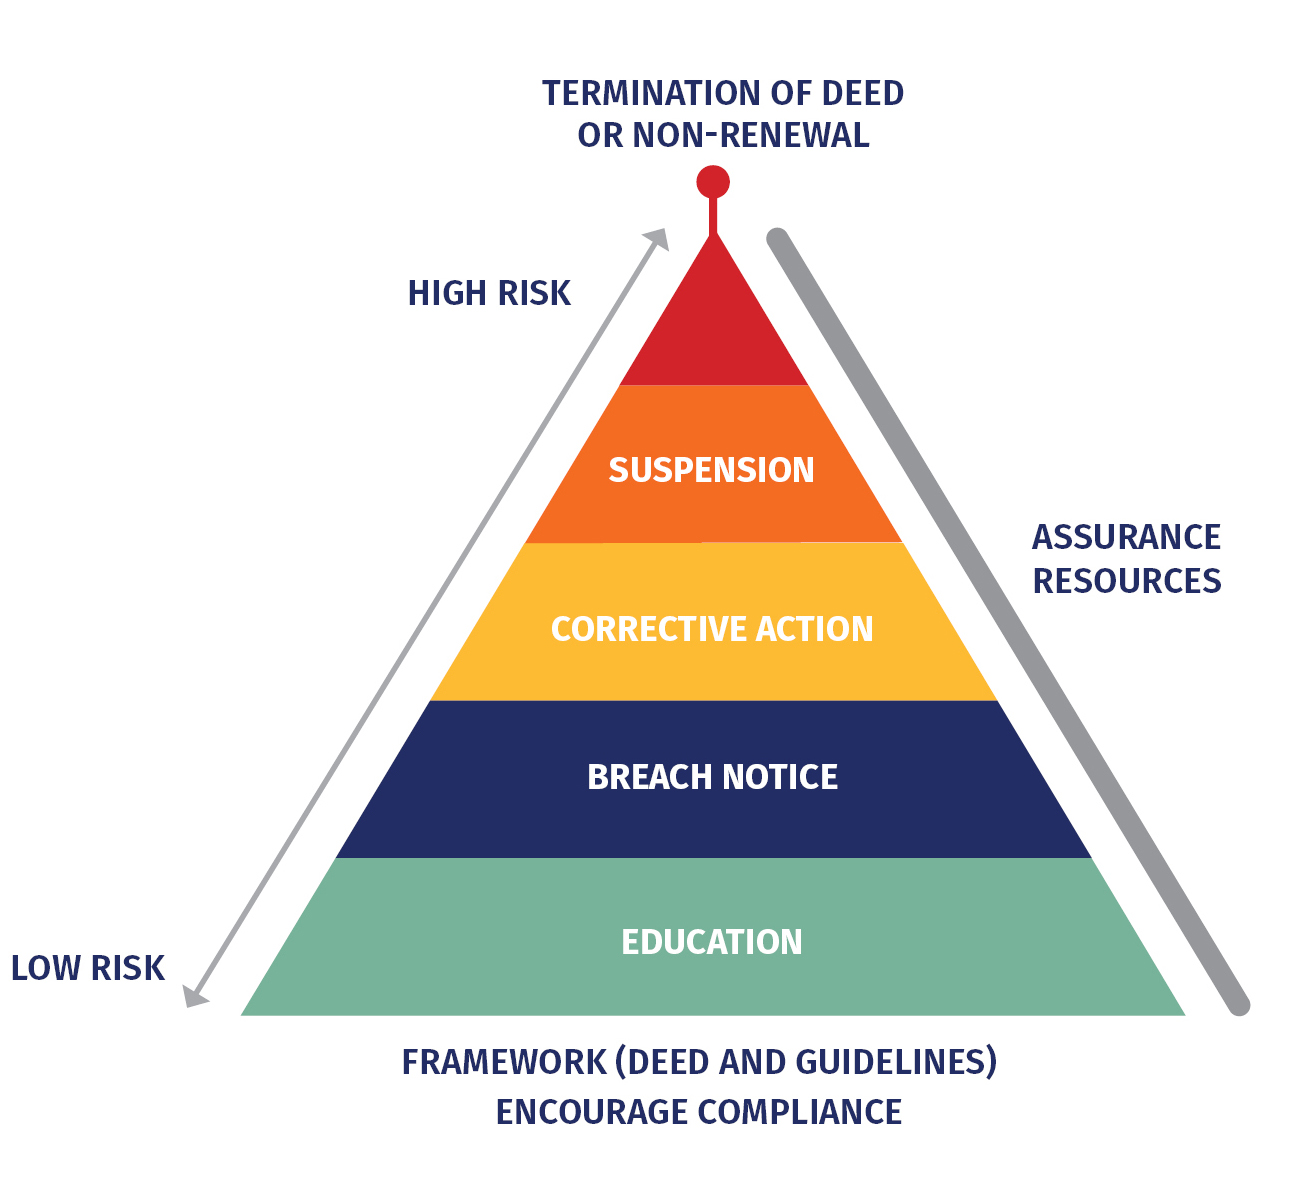 TERMINATION OF DEED
OR NON-RENEWAL
HIGH RISK
SUSPENSION
ASSURANCE
RESOURCES
CORRECTIVE ACTION
BREACH NOTICE
EDUCATION
LOW RISK
FRAMEWORK (DEED AND GUIDELINES)
ENCOURAGE COMPLIANCE